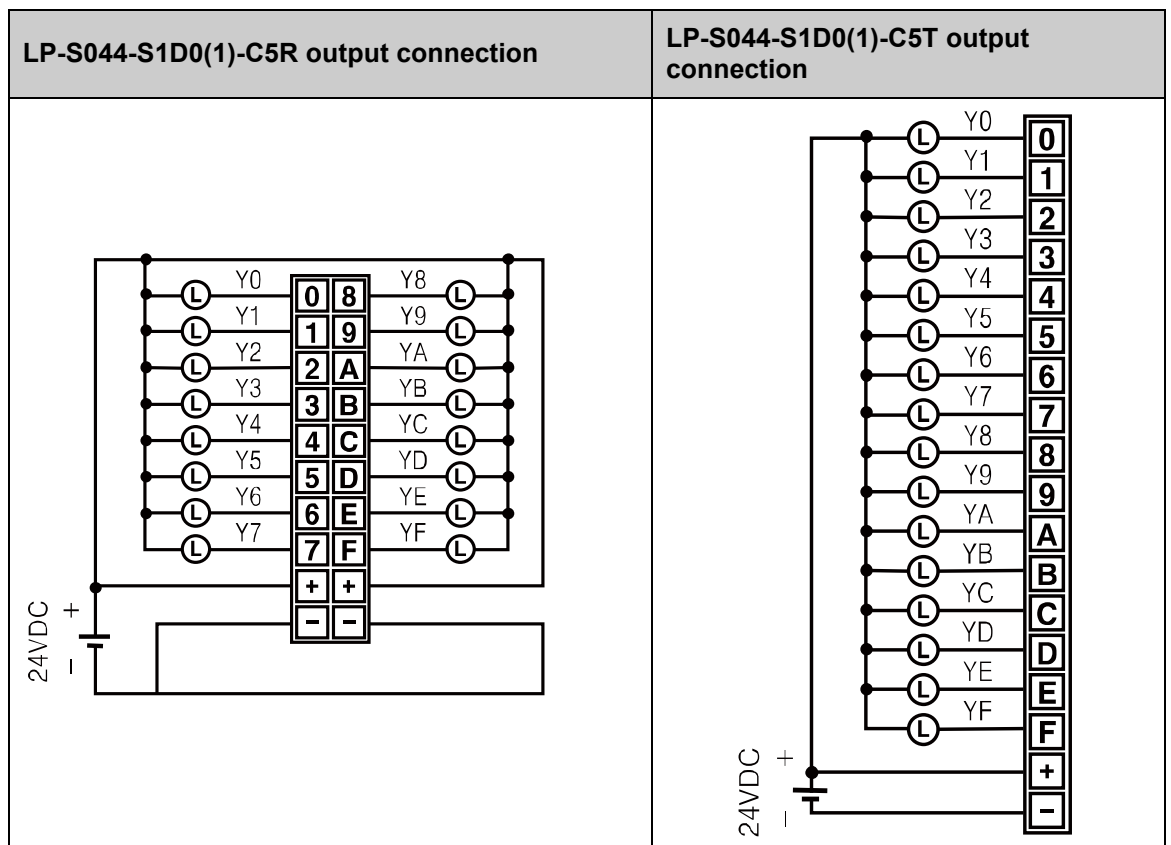 LP-S044-S1D0(1)-C5R output connection
LP-S044-S1D0(1)-C5T output
connection
Y0 0 8 Y8
Y1 1 9 Y9
Y2 2 A YA
Y3 3 B YB
Y4 4 C YC
Y5 5 D YD
Y6 6 E YE
Y7 7 F YF
+ +
- -
24VDC
+
-
L L
L L
L L
L L
L L
L L
L L
L L
L Y0 0
L Y1 1
L Y2 2
L Y3 3
L Y4 4
L Y5 5
L Y6 6
L Y7 7
L Y8 8
L Y9 9
L YA A
L YB B
L YC C
L YD D
L YE E
L YF F
+
-
24VDC
+
-